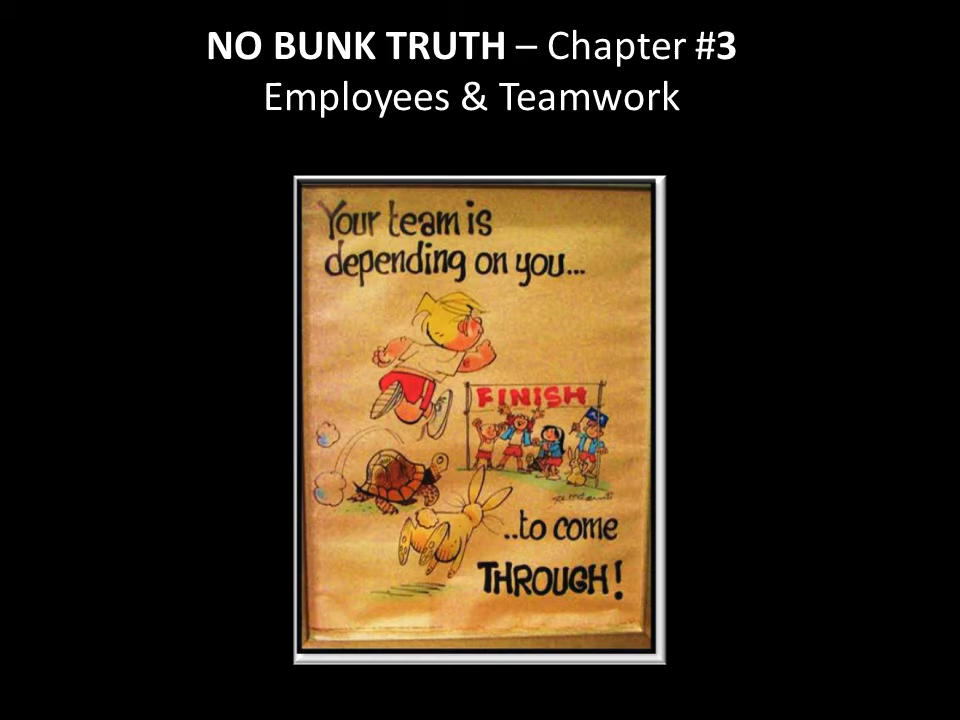 NO BUNK TRUTH – Chapter #3
Employees & Teamwork
Your team is
depending on you...
FINISH
..to come
THROUGH!